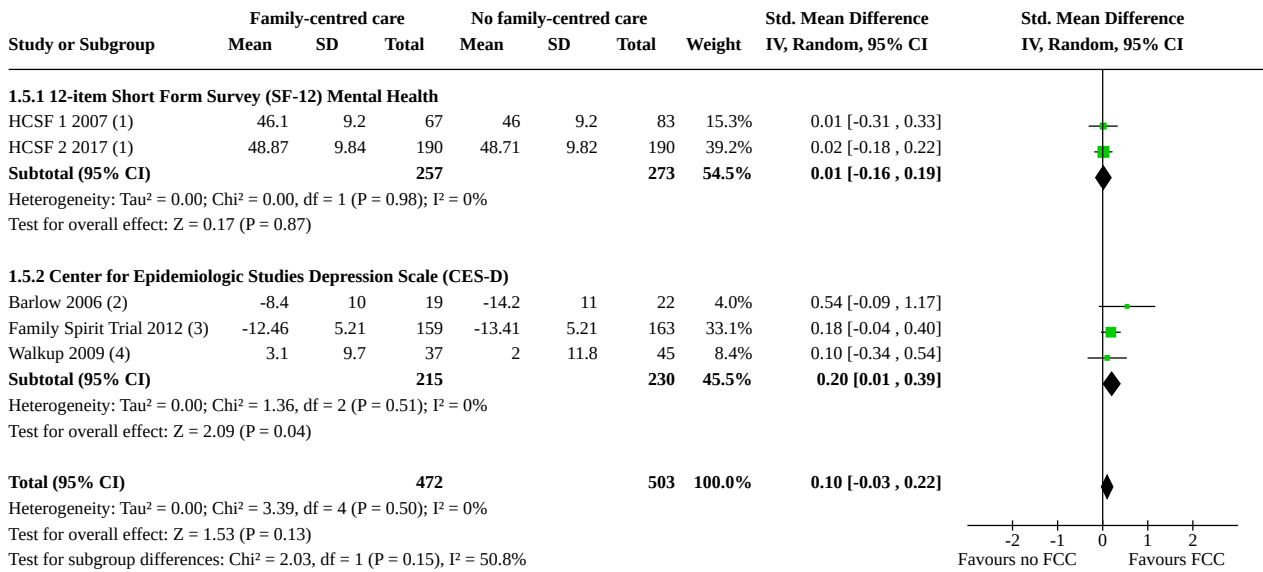 Family-centred care No family-centred care Std. Mean Difference Std. Mean Difference
Study or Subgroup Mean SD Total Mean SD Total Weight IV, Random, 95% CI IV, Random, 95% CI
1.5.1 12-item Short Form Survey (SF-12) Mental Health
HCSF 1 2007 (1) 46.1 9.2 67 46 9.2 83 15.3% 0.01 [-0.31 , 0.33]
HCSF 2 2017 (1) 48.87 9.84 190 48.71 9.82 190 39.2% 0.02 [-0.18 , 0.22]
Subtotal (95% CI) 257 273 54.5% 0.01 [-0.16 , 0.19]
Heterogeneity: Tau² = 0.00; Chi² = 0.00, df = 1 (P = 0.98); I² = 0%
Test for overall effect: Z = 0.17 (P = 0.87)
1.5.2 Center for Epidemiologic Studies Depression Scale (CES-D)
Barlow 2006 (2) -8.4 10 19 -14.2 11 22 4.0% 0.54 [-0.09 , 1.17]
Family Spirit Trial 2012 (3) -12.46 5.21 159 -13.41 5.21 163 33.1% 0.18 [-0.04 , 0.40]
Walkup 2009 (4) 3.1 9.7 37 2 11.8 45 8.4% 0.10 [-0.34 , 0.54]
Subtotal (95% CI) 215 230 45.5% 0.20 [0.01 , 0.39]
Heterogeneity: Tau² = 0.00; Chi² = 1.36, df = 2 (P = 0.51); I² = 0%
Test for overall effect: Z = 2.09 (P = 0.04)
Total (95% CI) 472 503 100.0% 0.10 [-0.03 , 0.22]
Heterogeneity: Tau² = 0.00; Chi² = 3.39, df = 4 (P = 0.50); I² = 0%
Test for overall effect: Z = 1.53 (P = 0.13)
-2 -1 0 1 2
Test for subgroup differences: Chi² = 2.03, df = 1 (P = 0.15), I² = 50.8%
Favours no FCC Favours FCC